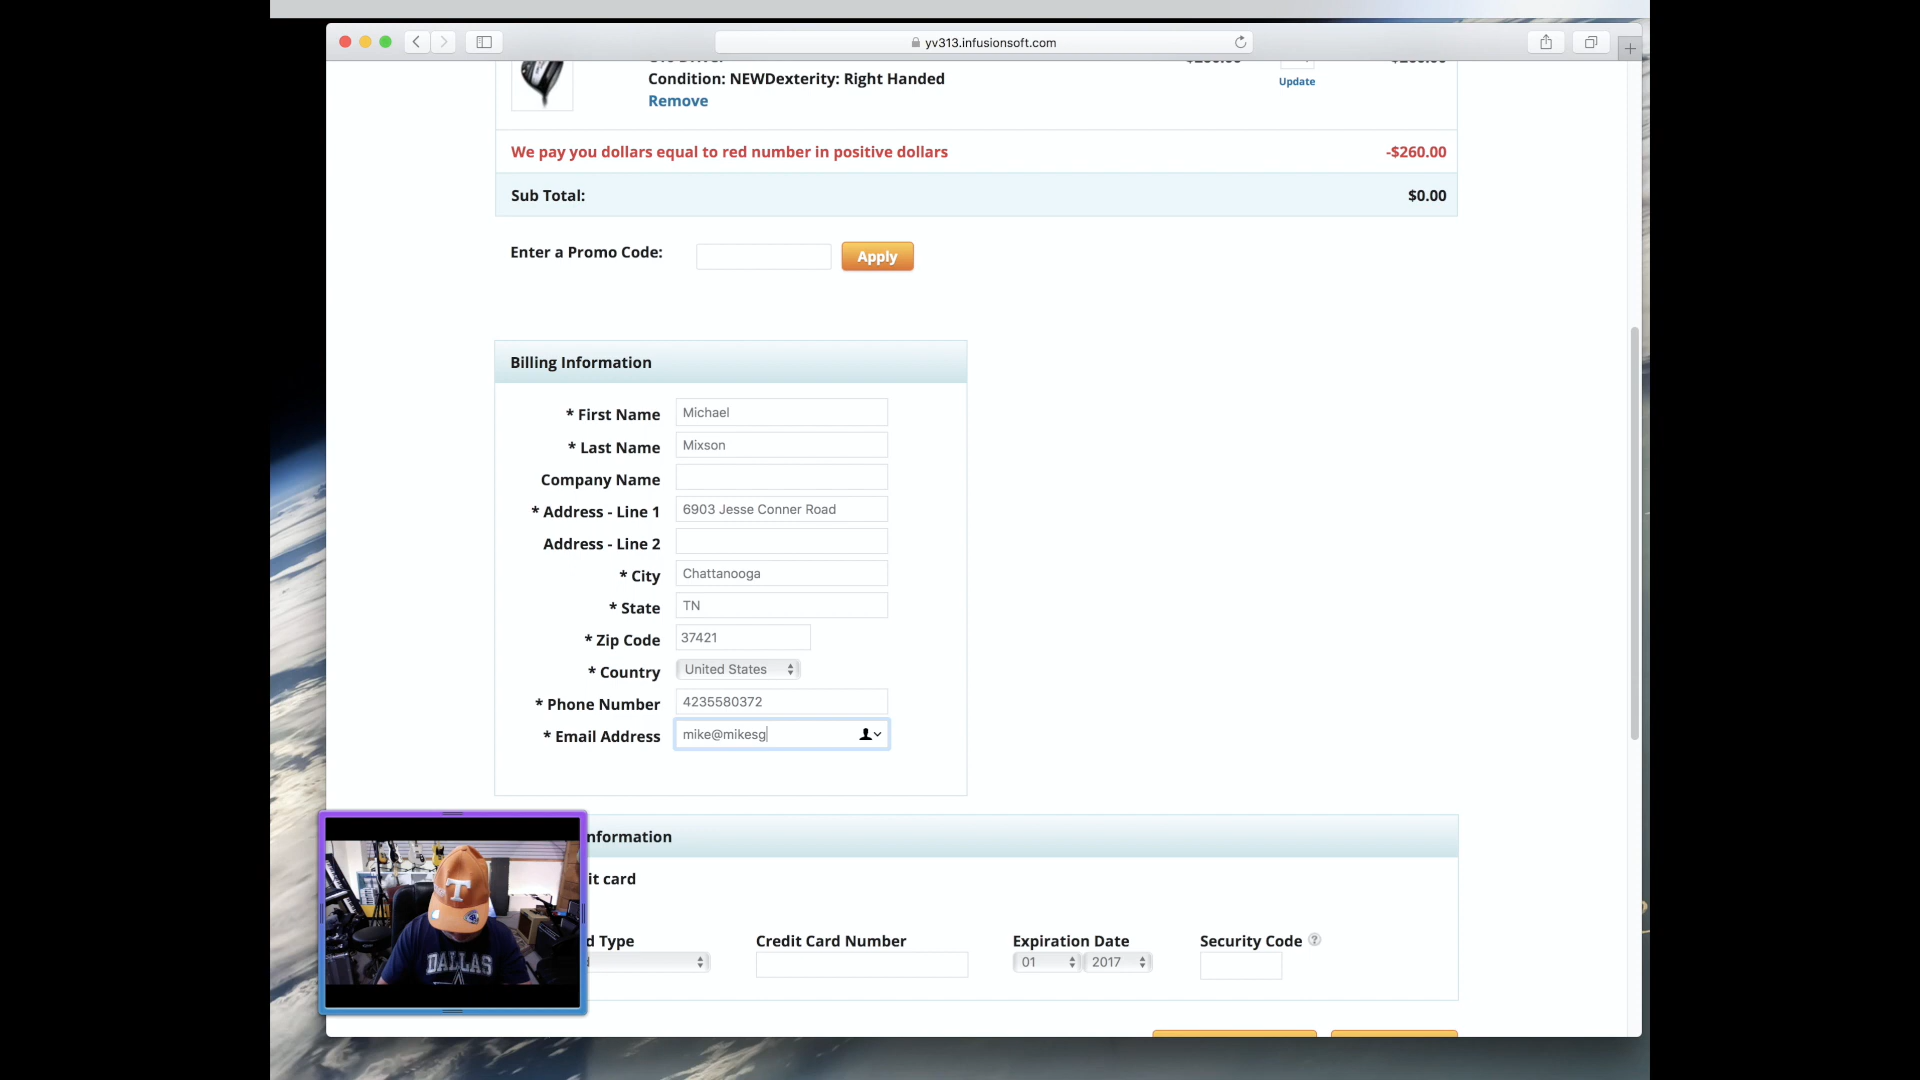 yv313.infusionsoft.com
Condition: NEWDexterity: Right Handed
Update
Remove
We pay you dollars equal to red number in positive dollars -$260.00
Sub Total: $0.00
Enter a Promo Code: Apply
Billing Information
* First Name Michael
* Last Name Mixson
Company Name
* Address - Line 1 6903 Jesse Conner Road
Address - Line 2
* City Chattanooga
* State TN
* Zip Code 37421
* Country United States
* Phone Number 4235580372
* Email Address mike@mikesg
nformation
it card
d Type Credit Card Number Expiration Date Security Code ?
01 2017
T
DALLAS